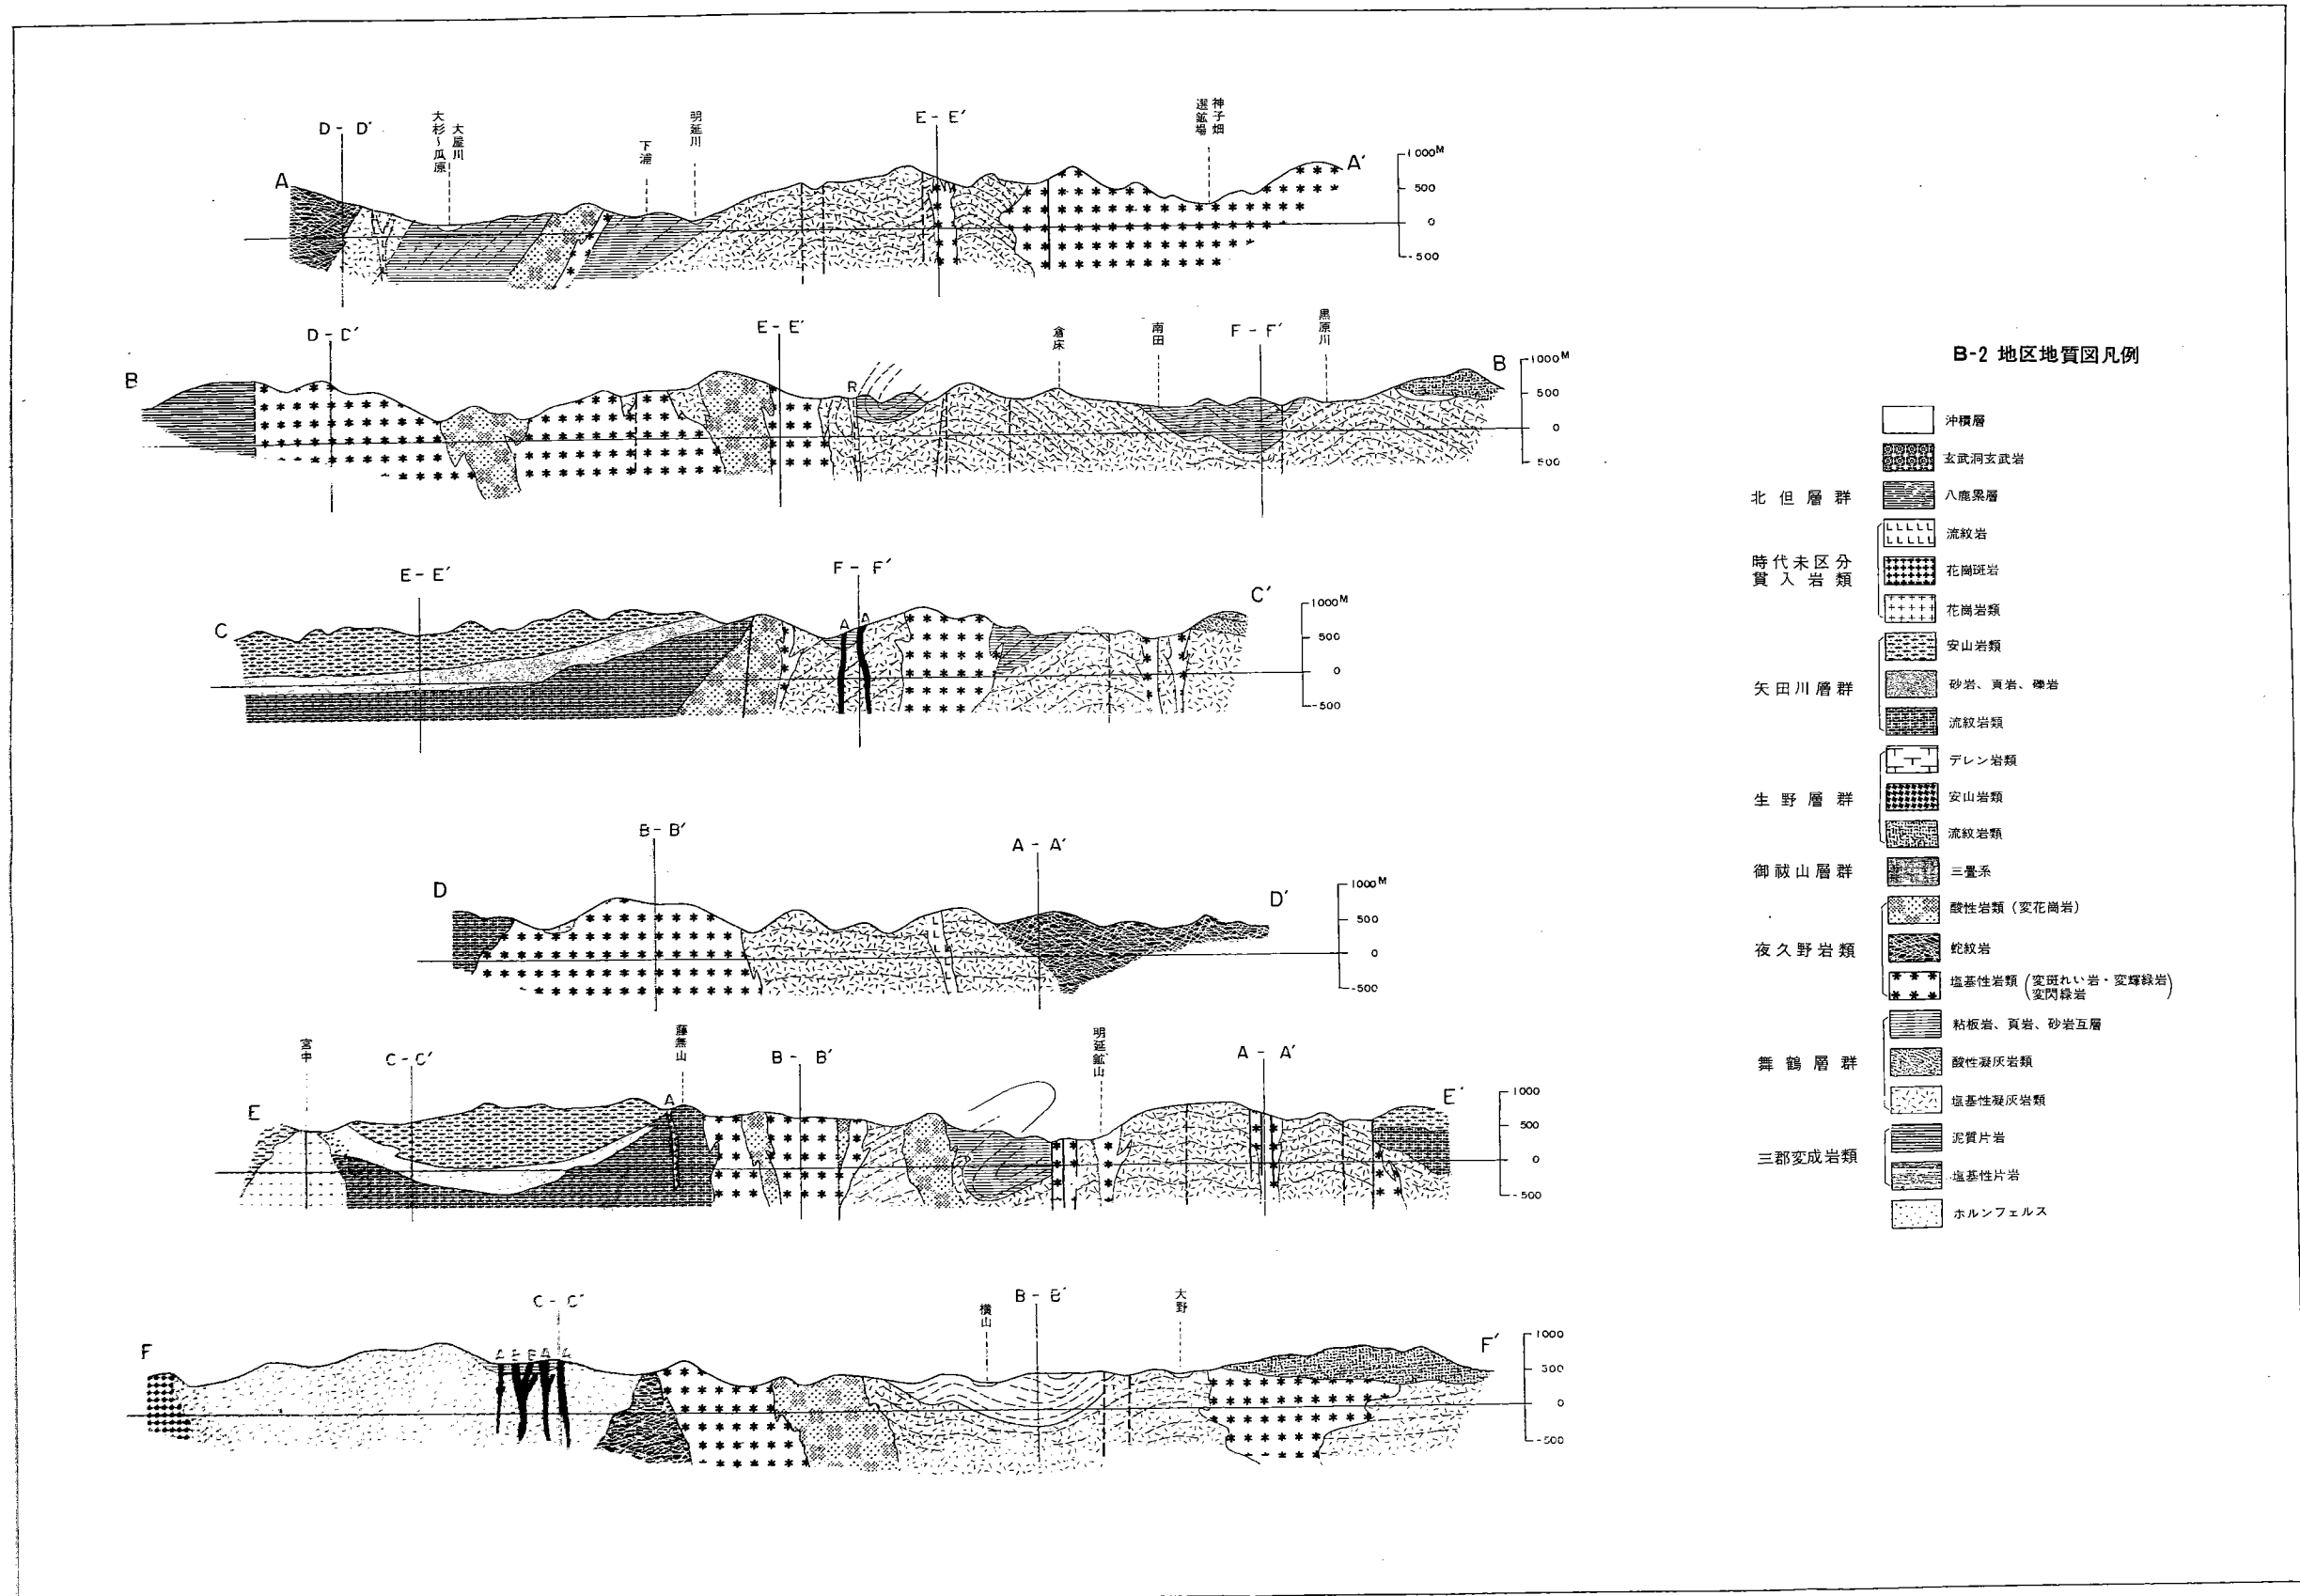 D - D′
大杉〜瓜原
大屋川
下浦
明延川
E - E′
選鉱場
神子畑
A
A′
1000M
500
0
-500
D - D′
E - E′
倉床
南田
F - F′
黒原川
B
R
B
1000M
500
0
500
E - E′
F - F′
C
A
A
C′
1000M
500
0
-500
B - B′
A - A′
D
D′
1000M
500
0
-500
宮中
C - C′
藤無山
B - B′
明延鉱山
A - A′
E
A
E′
1000
500
0
-500
C - C′
横山
B - B′
大野
F
A
A
A
F′
1000
500
0
-500
B-2 地区地質図凡例
沖積層
玄武洞玄武岩
北但層群
八鹿累層
時代未区分
貫入岩類
流紋岩
花崗斑岩
花崗岩類
矢田川層群
安山岩類
砂岩、頁岩、礫岩
流紋岩類
生野層群
デレン岩類
安山岩類
流紋岩類
御祓山層群
三畳系
夜久野岩類
酸性岩類（変花崗岩）
蛇紋岩
塩基性岩類（変斑れい岩・変輝緑岩
変閃緑岩）
舞鶴層群
粘板岩、頁岩、砂岩互層
酸性凝灰岩類
塩基性凝灰岩類
三郡変成岩類
泥質片岩
塩基性片岩
ホルンフェルス